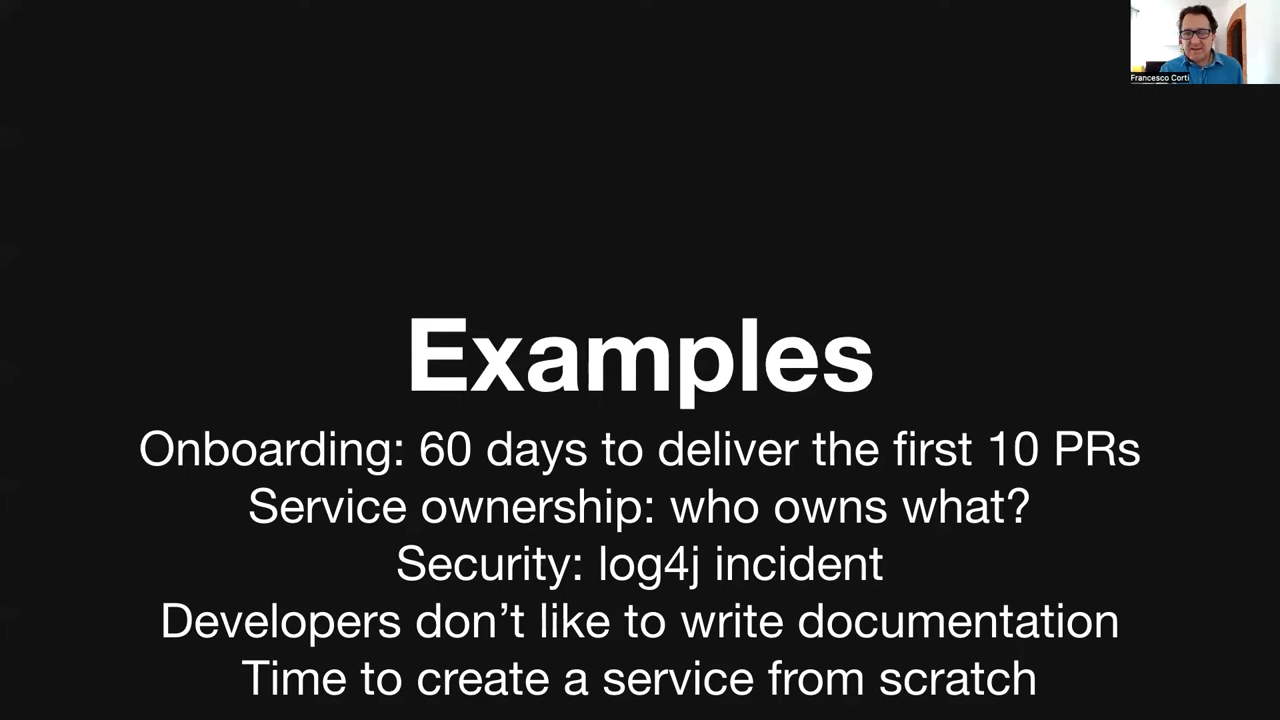 Francesco Corti
Examples
Onboarding: 60 days to deliver the first 10 PRs
Service ownership: who owns what?
Security: log4j incident
Developers don’t like to write documentation
Time to create a service from scratch